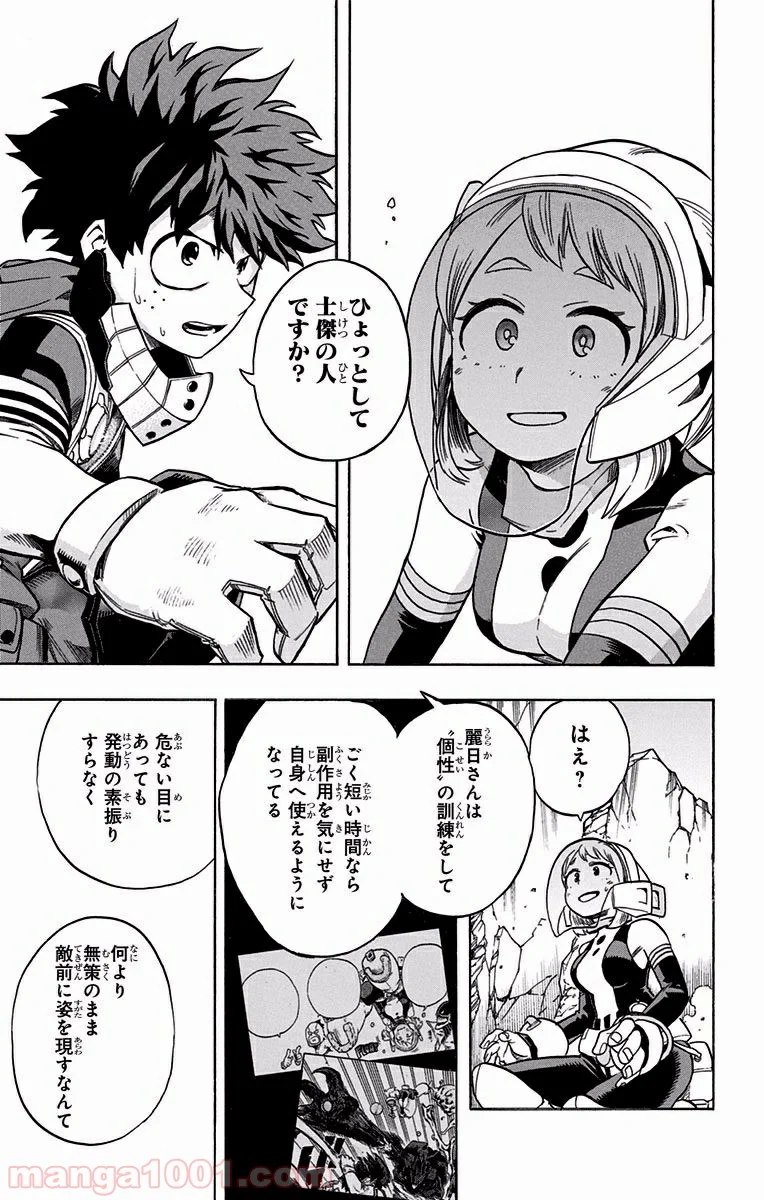 ひょっとして
士傑の人
ですか？
はえ？
麗日さんは
〝個性〟の訓練をして
ごく短い時間なら
副作用を気にせず
自身へ使えるように
なってる
危ない目に
あっても
発動の素振り
すらなく
何より
無策のまま
敵前に姿を現すなんて
manga1001.com